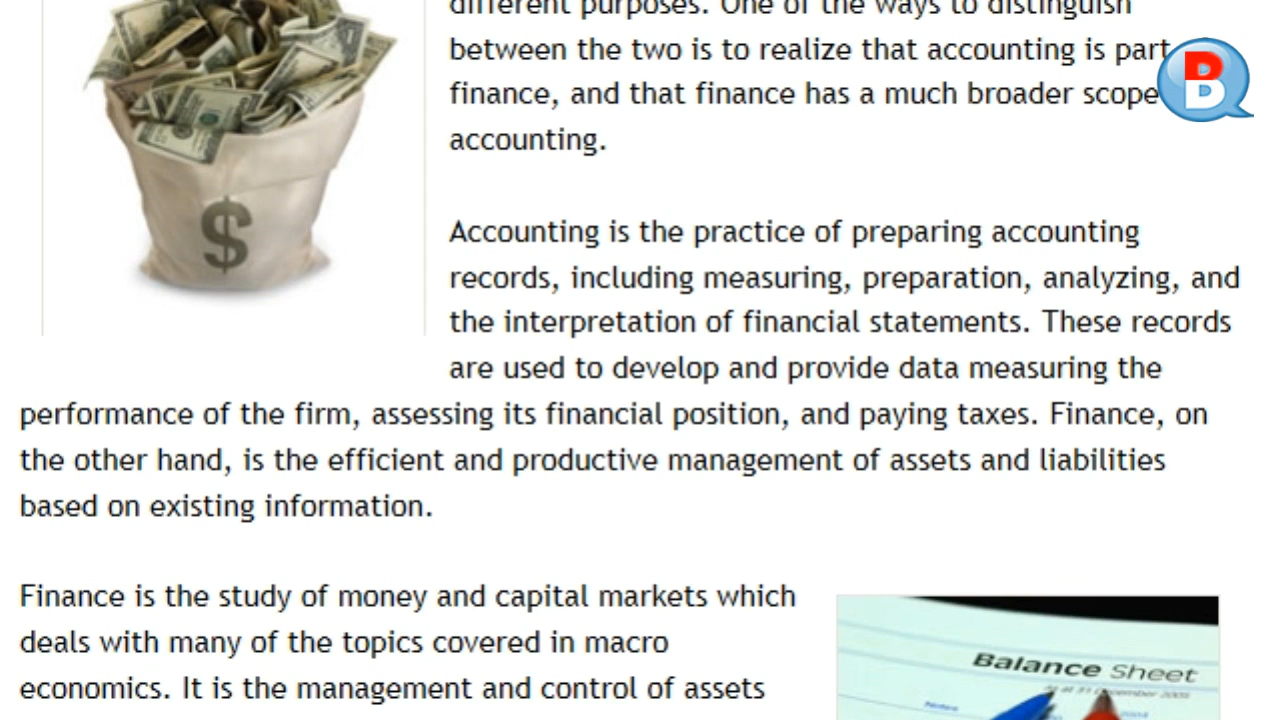 different purposes. One of the ways to distinguish
between the two is to realize that accounting is part
finance, and that finance has a much broader scope
accounting.
B
$
Accounting is the practice of preparing accounting
records, including measuring, preparation, analyzing, and
the interpretation of financial statements. These records
are used to develop and provide data measuring the
performance of the firm, assessing its financial position, and paying taxes. Finance, on
the other hand, is the efficient and productive management of assets and liabilities
based on existing information.
Finance is the study of money and capital markets which
deals with many of the topics covered in macro
economics. It is the management and control of assets
Balance Sheet